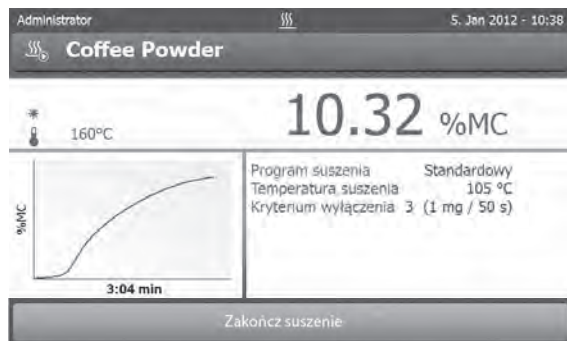 Administrator
5. Jan 2012 - 10:38
Coffee Powder
10.32 %MC
160°C
Program suszenia Standardowy
Temperatura suszenia 105 °C
Kryterium wyłączenia 3 (1 mg / 50 s)
%MC
3:04 min
Zakończ suszenie